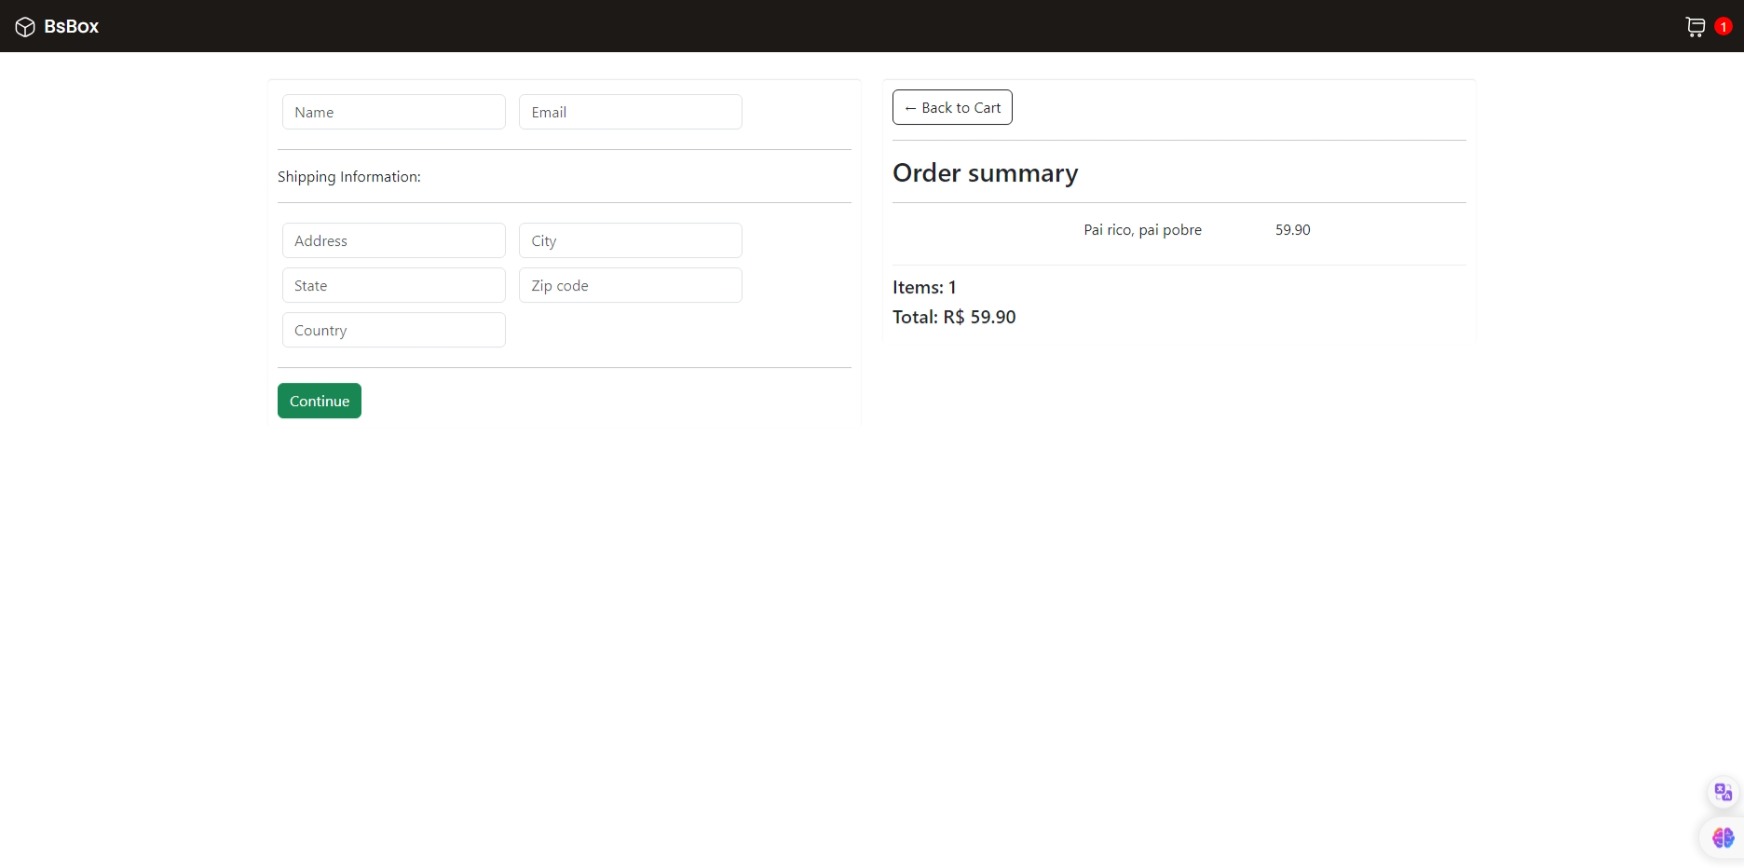 BsBox
1
Name
Email
Shipping Information:
Address
City
State
Zip code
Country
Continue
← Back to Cart
Order summary
Pai rico, pai pobre
59.90
Items: 1
Total: R$ 59.90